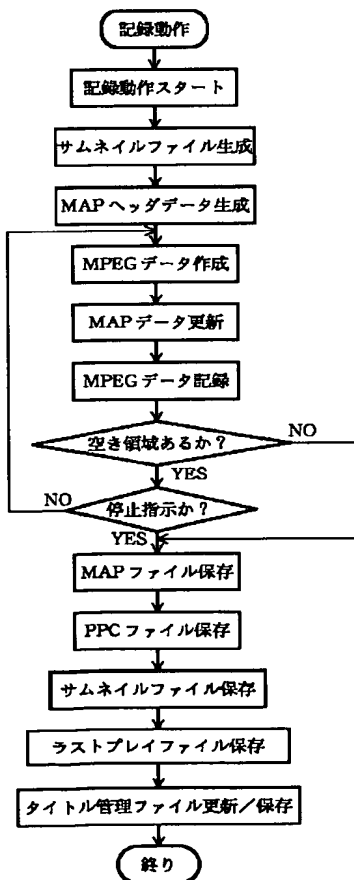 記録動作
記録動作スタート
サムネイルファイル生成
MAPヘッダデータ生成
MPEGデータ作成
MAPデータ更新
MPEGデータ記録
空き領域あるか?
NO
YES
停止指示か?
NO
YES
MAPファイル保存
PPCファイル保存
サムネイルファイル保存
ラストプレイファイル保存
タイトル管理ファイル更新/保存
終り